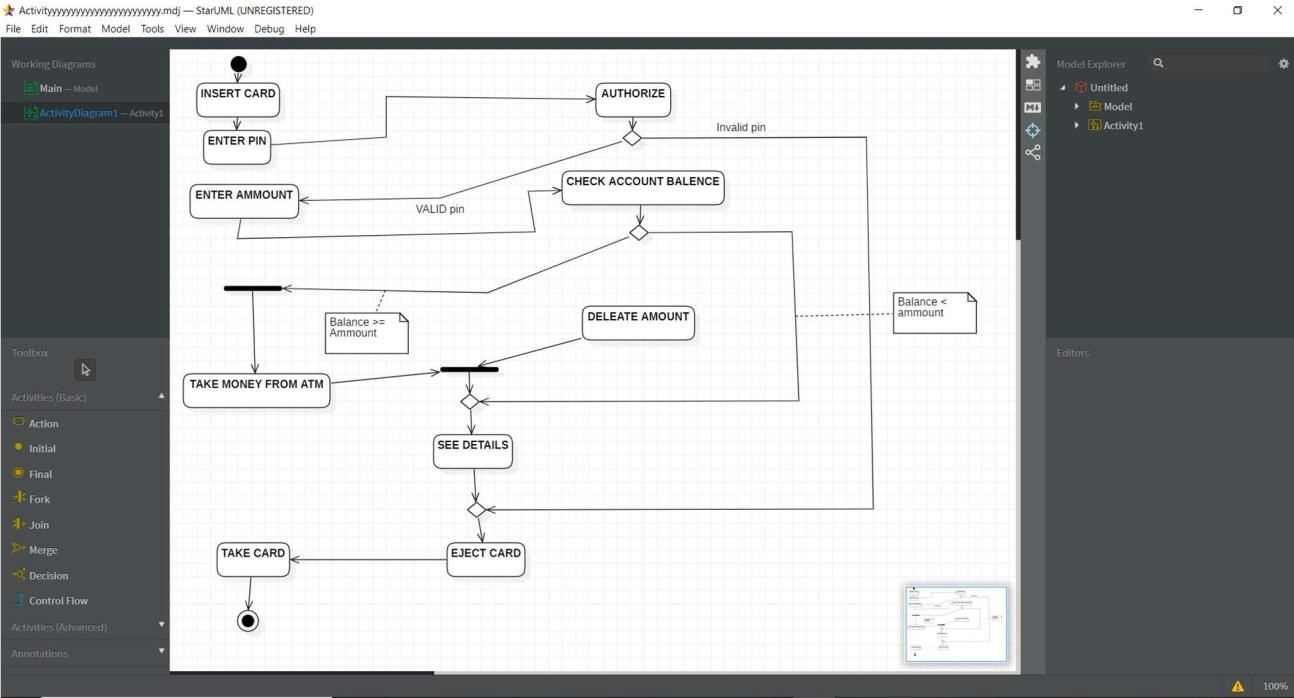 Activityyyyyyyyyyyyyyyyyyyyyyy.mdj — StarUML (UNREGISTERED)
File Edit Format Model Tools View Window Debug Help
Working Diagrams
Main — Model
ActivityDiagram1 — Activity1
Toolbox
Activities (Basic)
Action
Initial
Final
Fork
Join
Merge
Decision
Control Flow
Activities (Advanced)
Annotations
INSERT CARD
AUTHORIZE
ENTER PIN
Invalid pin
CHECK ACCOUNT BALENCE
ENTER AMMOUNT
VALID pin
Balance >=
Ammount
DELEATE AMOUNT
Balance <
ammount
TAKE MONEY FROM ATM
SEE DETAILS
TAKE CARD
EJECT CARD
M
Model Explorer
Untitled
Model
Activity1
Editors
100%